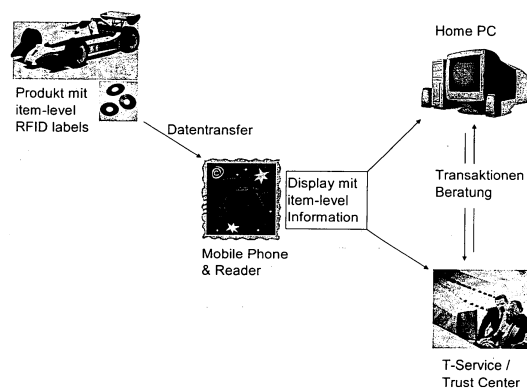 Home PC
Produkt mit
item-level
RFID labels
Datentransfer
Display mit
item-level
Information
Transaktionen
Beratung
Mobile Phone
& Reader
T-Service /
Trust Center